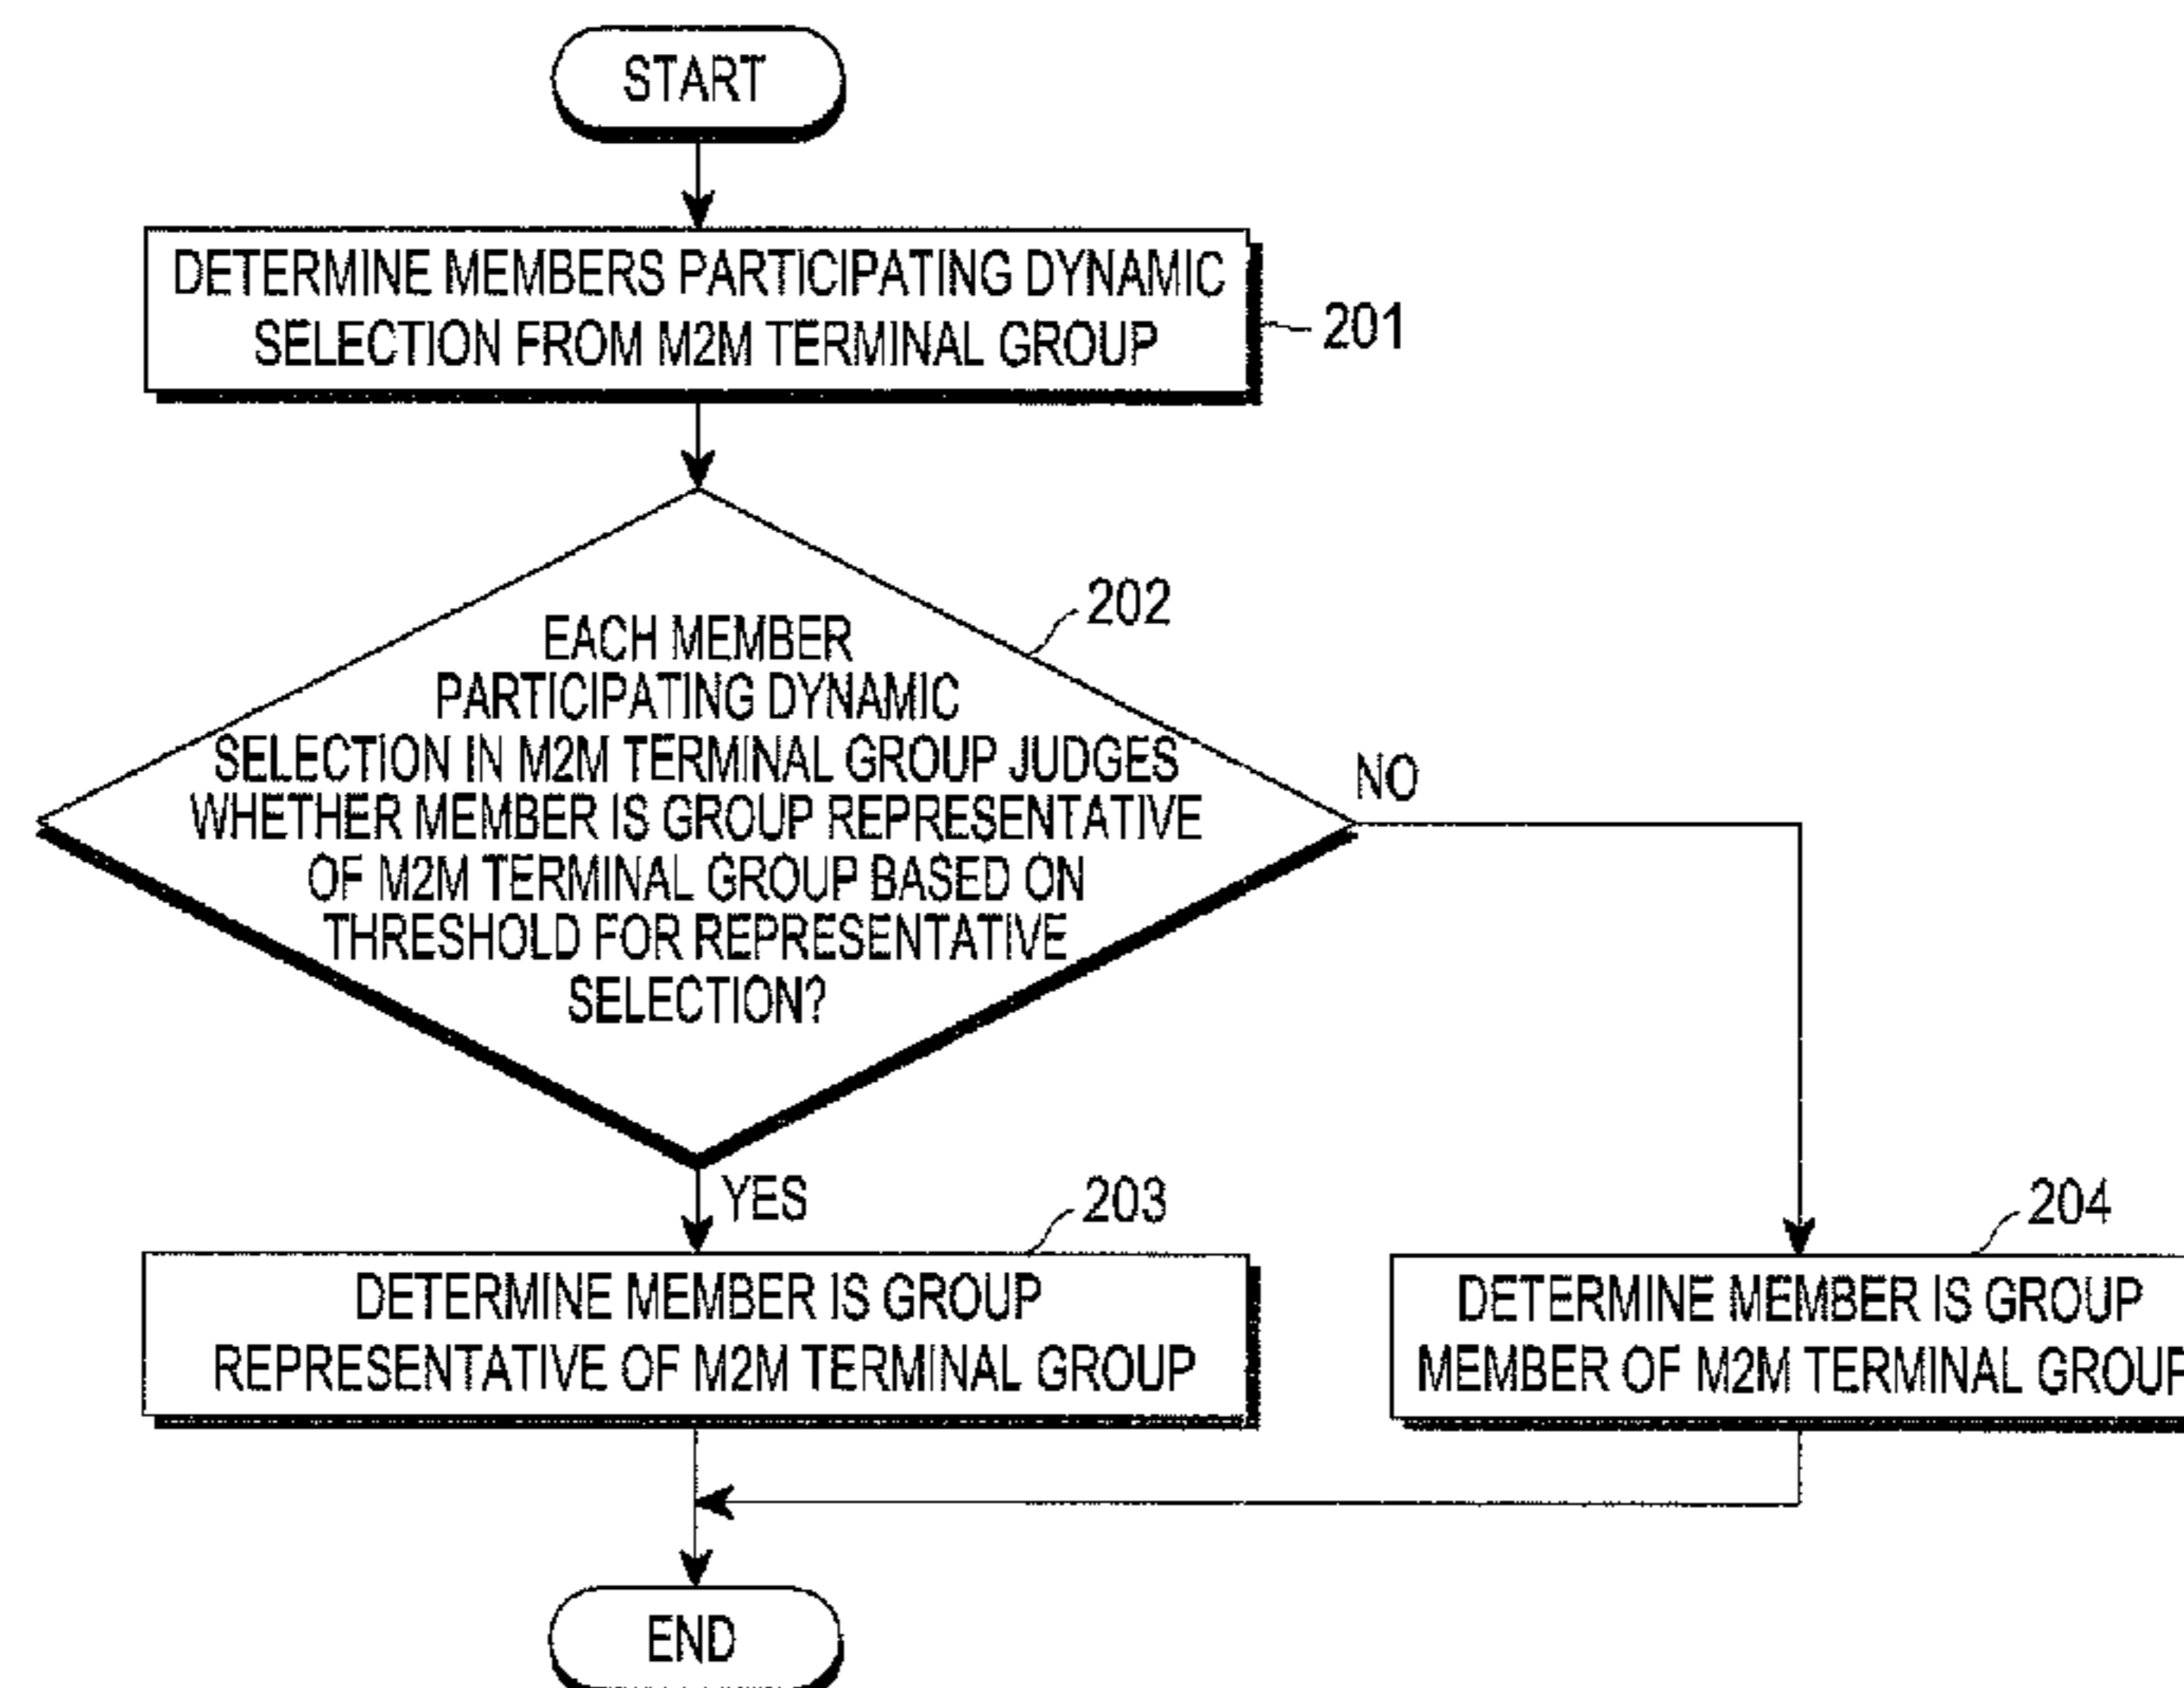 START
DETERMINE MEMBERS PARTICIPATING DYNAMIC
SELECTION FROM M2M TERMINAL GROUP
201
202
EACH MEMBER
PARTICIPATING DYNAMIC
SELECTION IN M2M TERMINAL GROUP JUDGES
WHETHER MEMBER IS GROUP REPRESENTATIVE
OF M2M TERMINAL GROUP BASED ON
THRESHOLD FOR REPRESENTATIVE
SELECTION?
NO
YES
203
DETERMINE MEMBER IS GROUP
REPRESENTATIVE OF M2M TERMINAL GROUP
204
DETERMINE MEMBER IS GROUP
MEMBER OF M2M TERMINAL GROUP
END